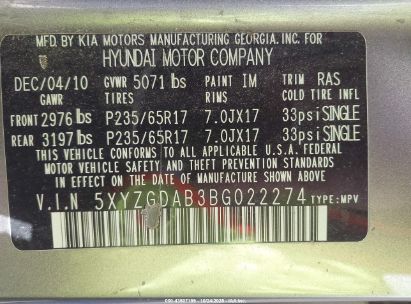 MFD. BY KIA MOTORS MANUFACTURING GEORGIA. INC. FOR
HYUNDAI MOTOR COMPANY
DEC/04/10 GVWR 5071 lbs PAINT IM TRIM RAS
GAWR TIRES RIMS COLD TIRE INFL
FRONT 2976 lbs P235/65R17 7.0JX17 33psi SINGLE
REAR 3197 lbs P235/65R17 7.0JX17 33psi SINGLE
THIS VEHICLE CONFORMS TO ALL APPLICABLE U.S.A. FEDERAL
MOTOR VEHICLE SAFETY AND THEFT PREVENTION STANDARDS
IN EFFECT ON THE DATE OF MANUFACTURE SHOWN ABOVE.
V.I.N 5XYZGDAB3BG022274 TYPE: MPV